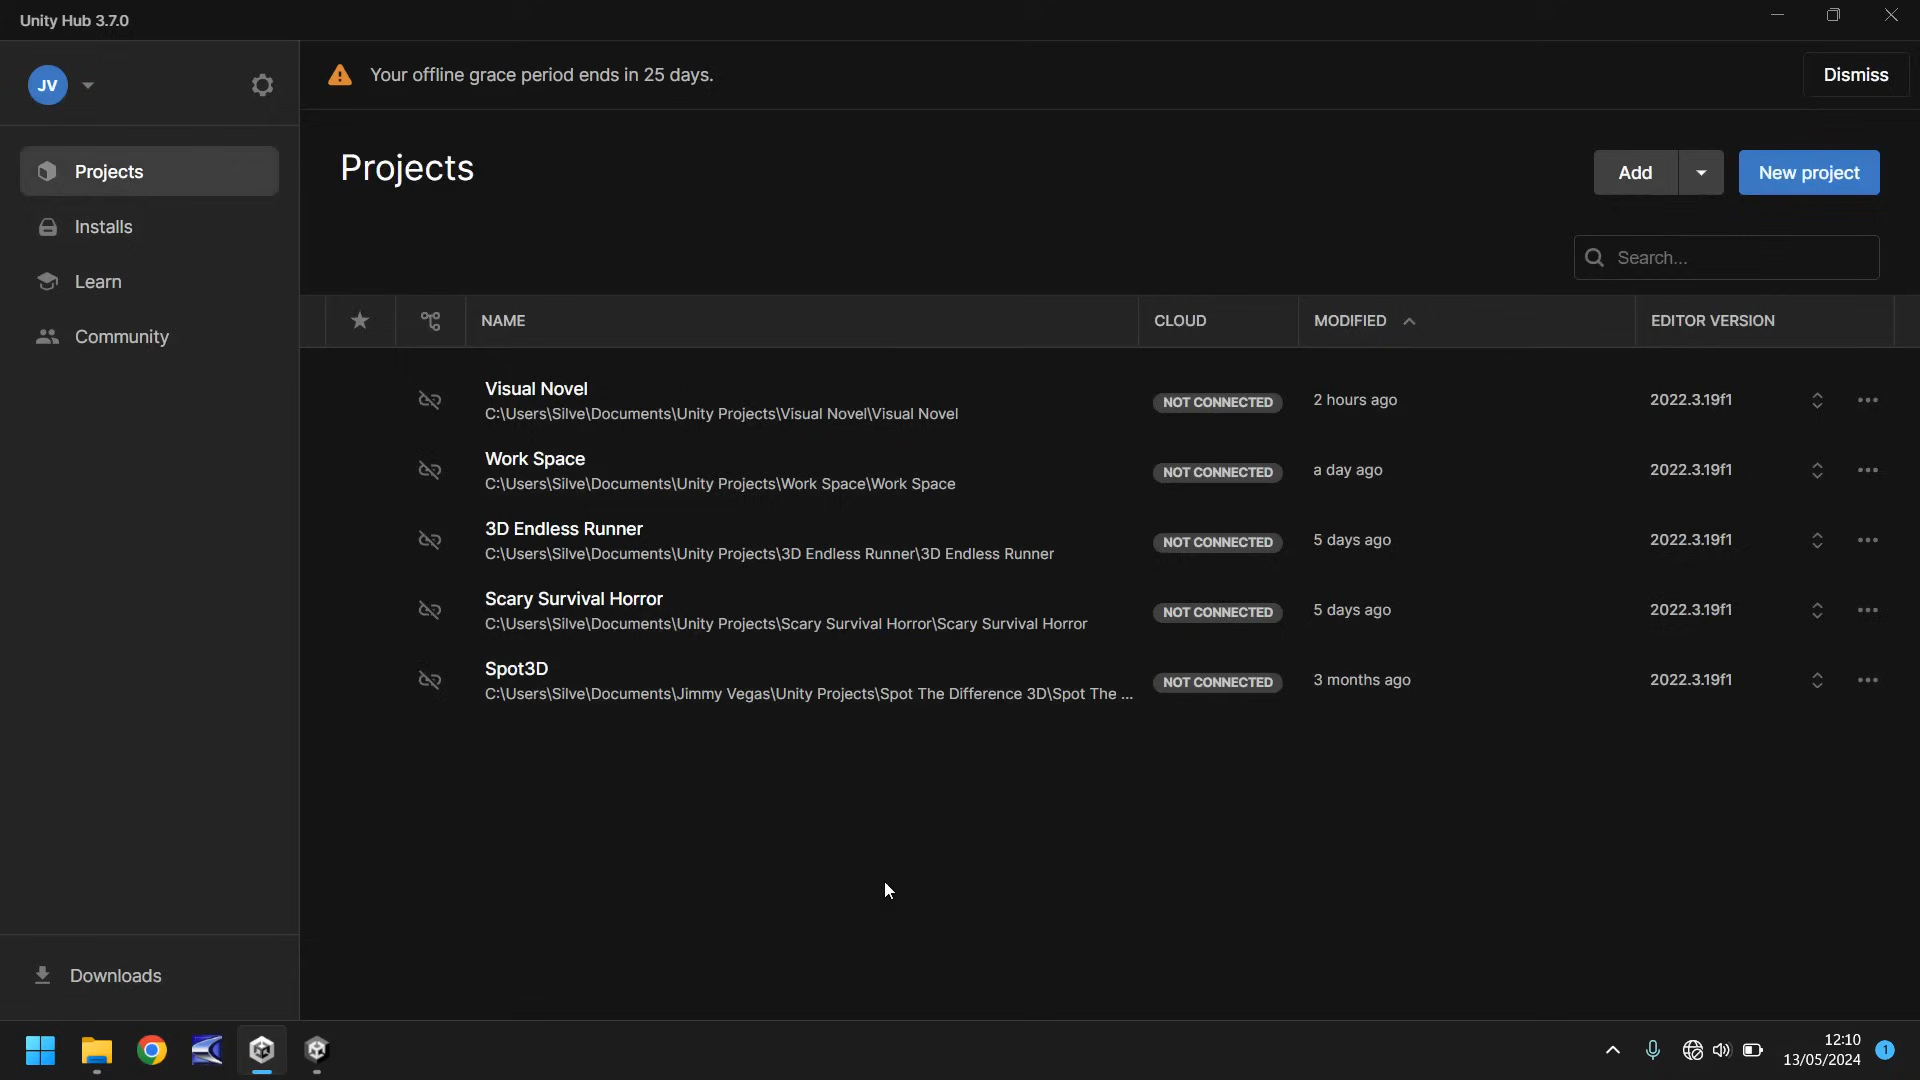 Unity Hub 3.7.0
JV
Your offline grace period ends in 25 days.
Dismiss
Projects
Installs
Learn
Community
Downloads
Projects
Add
New project
Search...
NAME
CLOUD
MODIFIED
EDITOR VERSION
Visual Novel
C:\Users\Silve\Documents\Unity Projects\Visual Novel\Visual Novel
NOT CONNECTED
2 hours ago
2022.3.19f1
Work Space
C:\Users\Silve\Documents\Unity Projects\Work Space\Work Space
NOT CONNECTED
a day ago
2022.3.19f1
3D Endless Runner
C:\Users\Silve\Documents\Unity Projects\3D Endless Runner\3D Endless Runner
NOT CONNECTED
5 days ago
2022.3.19f1
Scary Survival Horror
C:\Users\Silve\Documents\Unity Projects\Scary Survival Horror\Scary Survival Horror
NOT CONNECTED
5 days ago
2022.3.19f1
Spot3D
C:\Users\Silve\Documents\Jimmy Vegas\Unity Projects\Spot The Difference 3D\Spot The ...
NOT CONNECTED
3 months ago
2022.3.19f1
12:10
13/05/2024
1